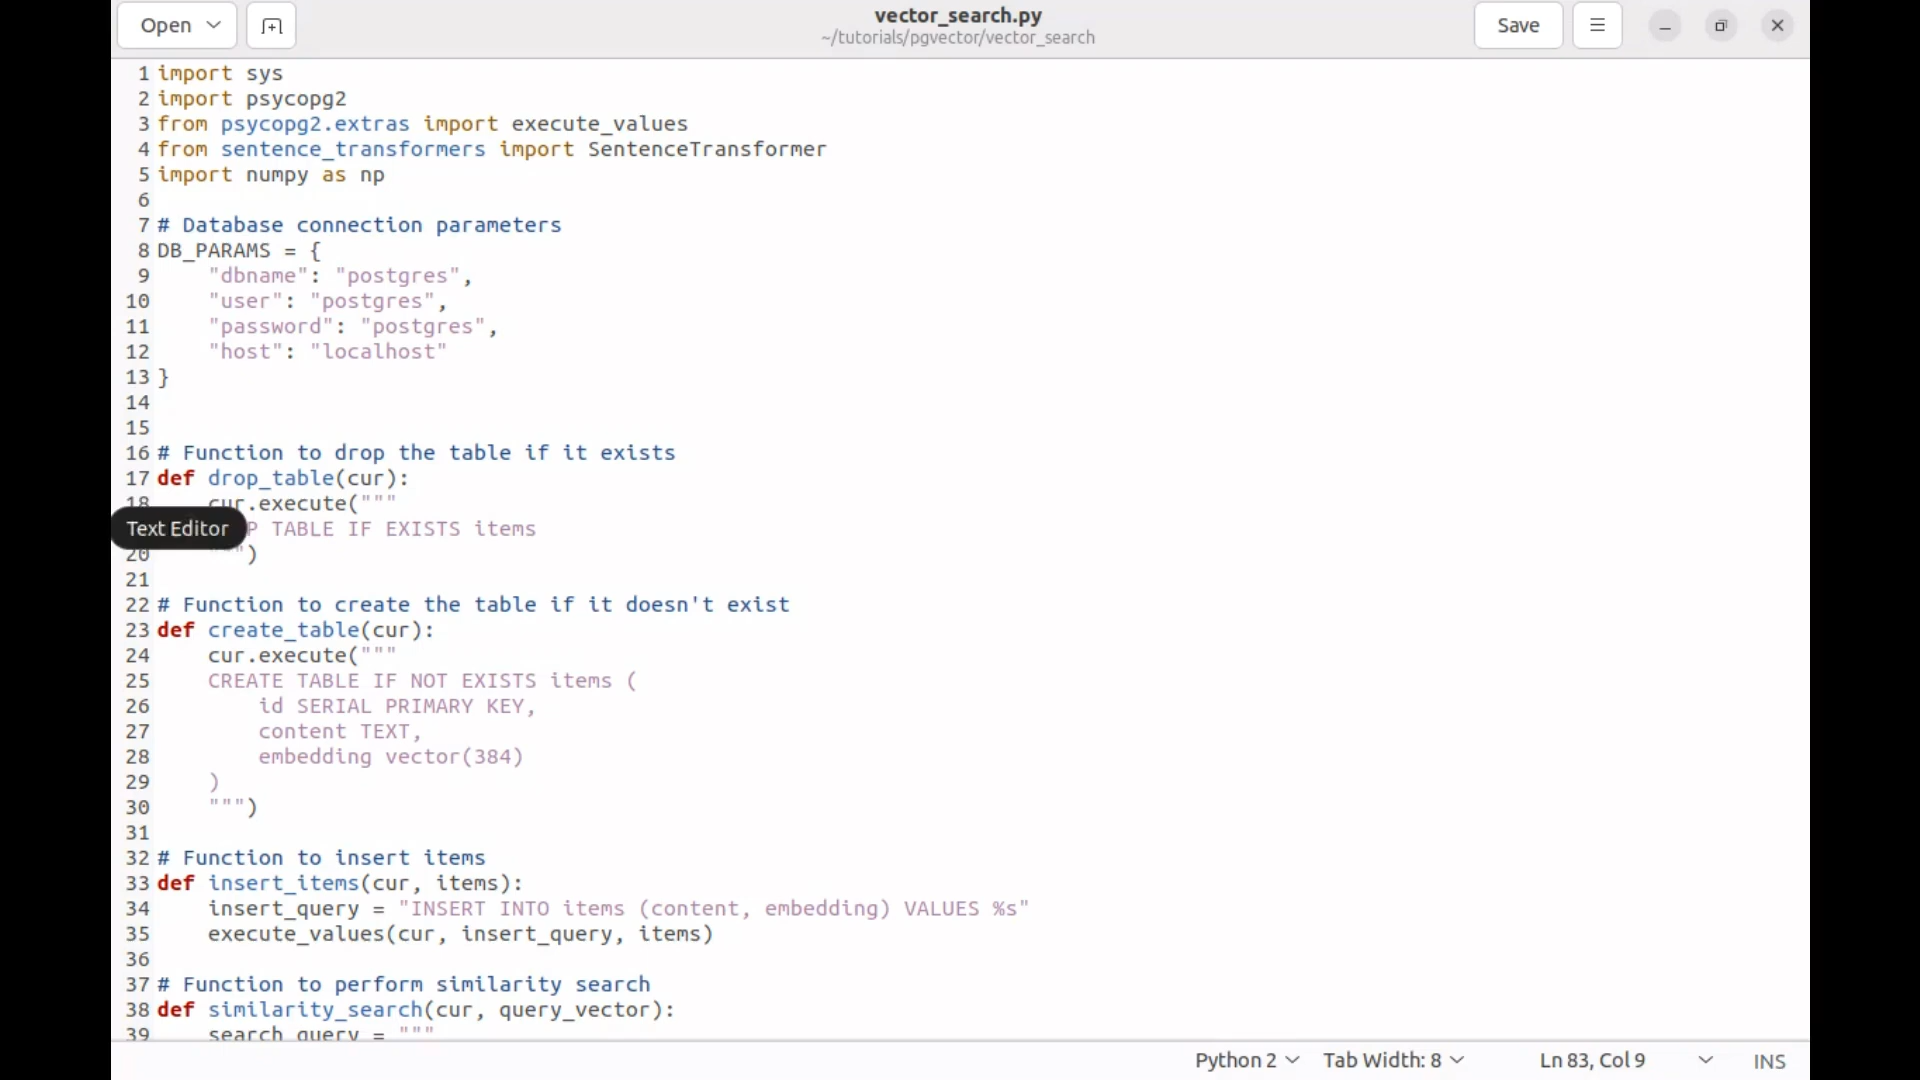 Open
vector_search.py
~/tutorials/pgvector/vector_search
Save
1 import sys
2 import psycopg2
3 from psycopg2.extras import execute_values
4 from sentence_transformers import SentenceTransformer
5 import numpy as np
6
7 # Database connection parameters
8 DB_PARAMS = {
9     "dbname": "postgres",
10     "user": "postgres",
11     "password": "postgres",
12     "host": "localhost"
13 }
14
15
16 # Function to drop the table if it exists
17 def drop_table(cur):
18     cur.execute("""
Text Editor
P TABLE IF EXISTS items
20     """)
21
22 # Function to create the table if it doesn't exist
23 def create_table(cur):
24     cur.execute("""
25     CREATE TABLE IF NOT EXISTS items (
26         id SERIAL PRIMARY KEY,
27         content TEXT,
28         embedding vector(384)
29     )
30     """)
31
32 # Function to insert items
33 def insert_items(cur, items):
34     insert_query = "INSERT INTO items (content, embedding) VALUES %s"
35     execute_values(cur, insert_query, items)
36
37 # Function to perform similarity search
38 def similarity_search(cur, query_vector):
39     search_query = """
Python 2
Tab Width: 8
Ln 83, Col 9
INS